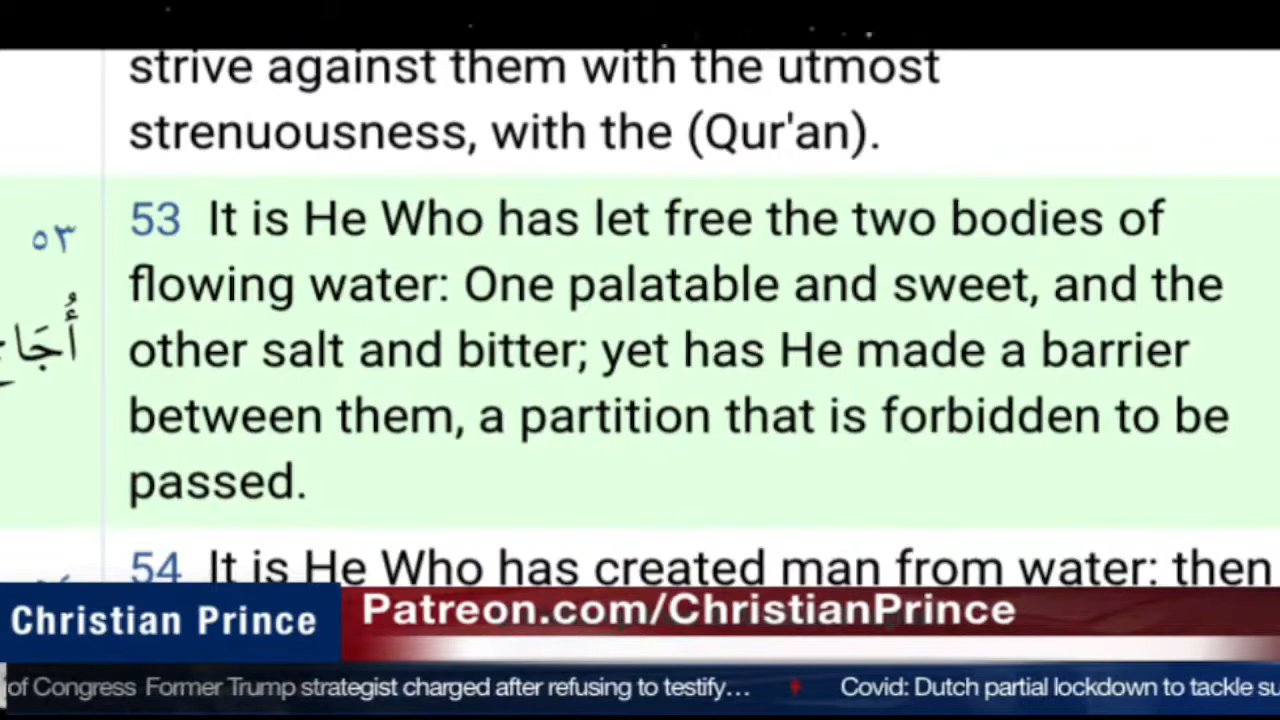 strive against them with the utmost
strenuousness, with the (Qur'an).
٥٣
53 It is He Who has let free the two bodies of
flowing water: One palatable and sweet, and the
أُجَاج
other salt and bitter; yet has He made a barrier
between them, a partition that is forbidden to be
passed.
54 It is He Who has created man from water: then
Christian Prince
Patreon.com/ChristianPrince
of Congress Former Trump strategist charged after refusing to testify... Covid: Dutch partial lockdown to tackle